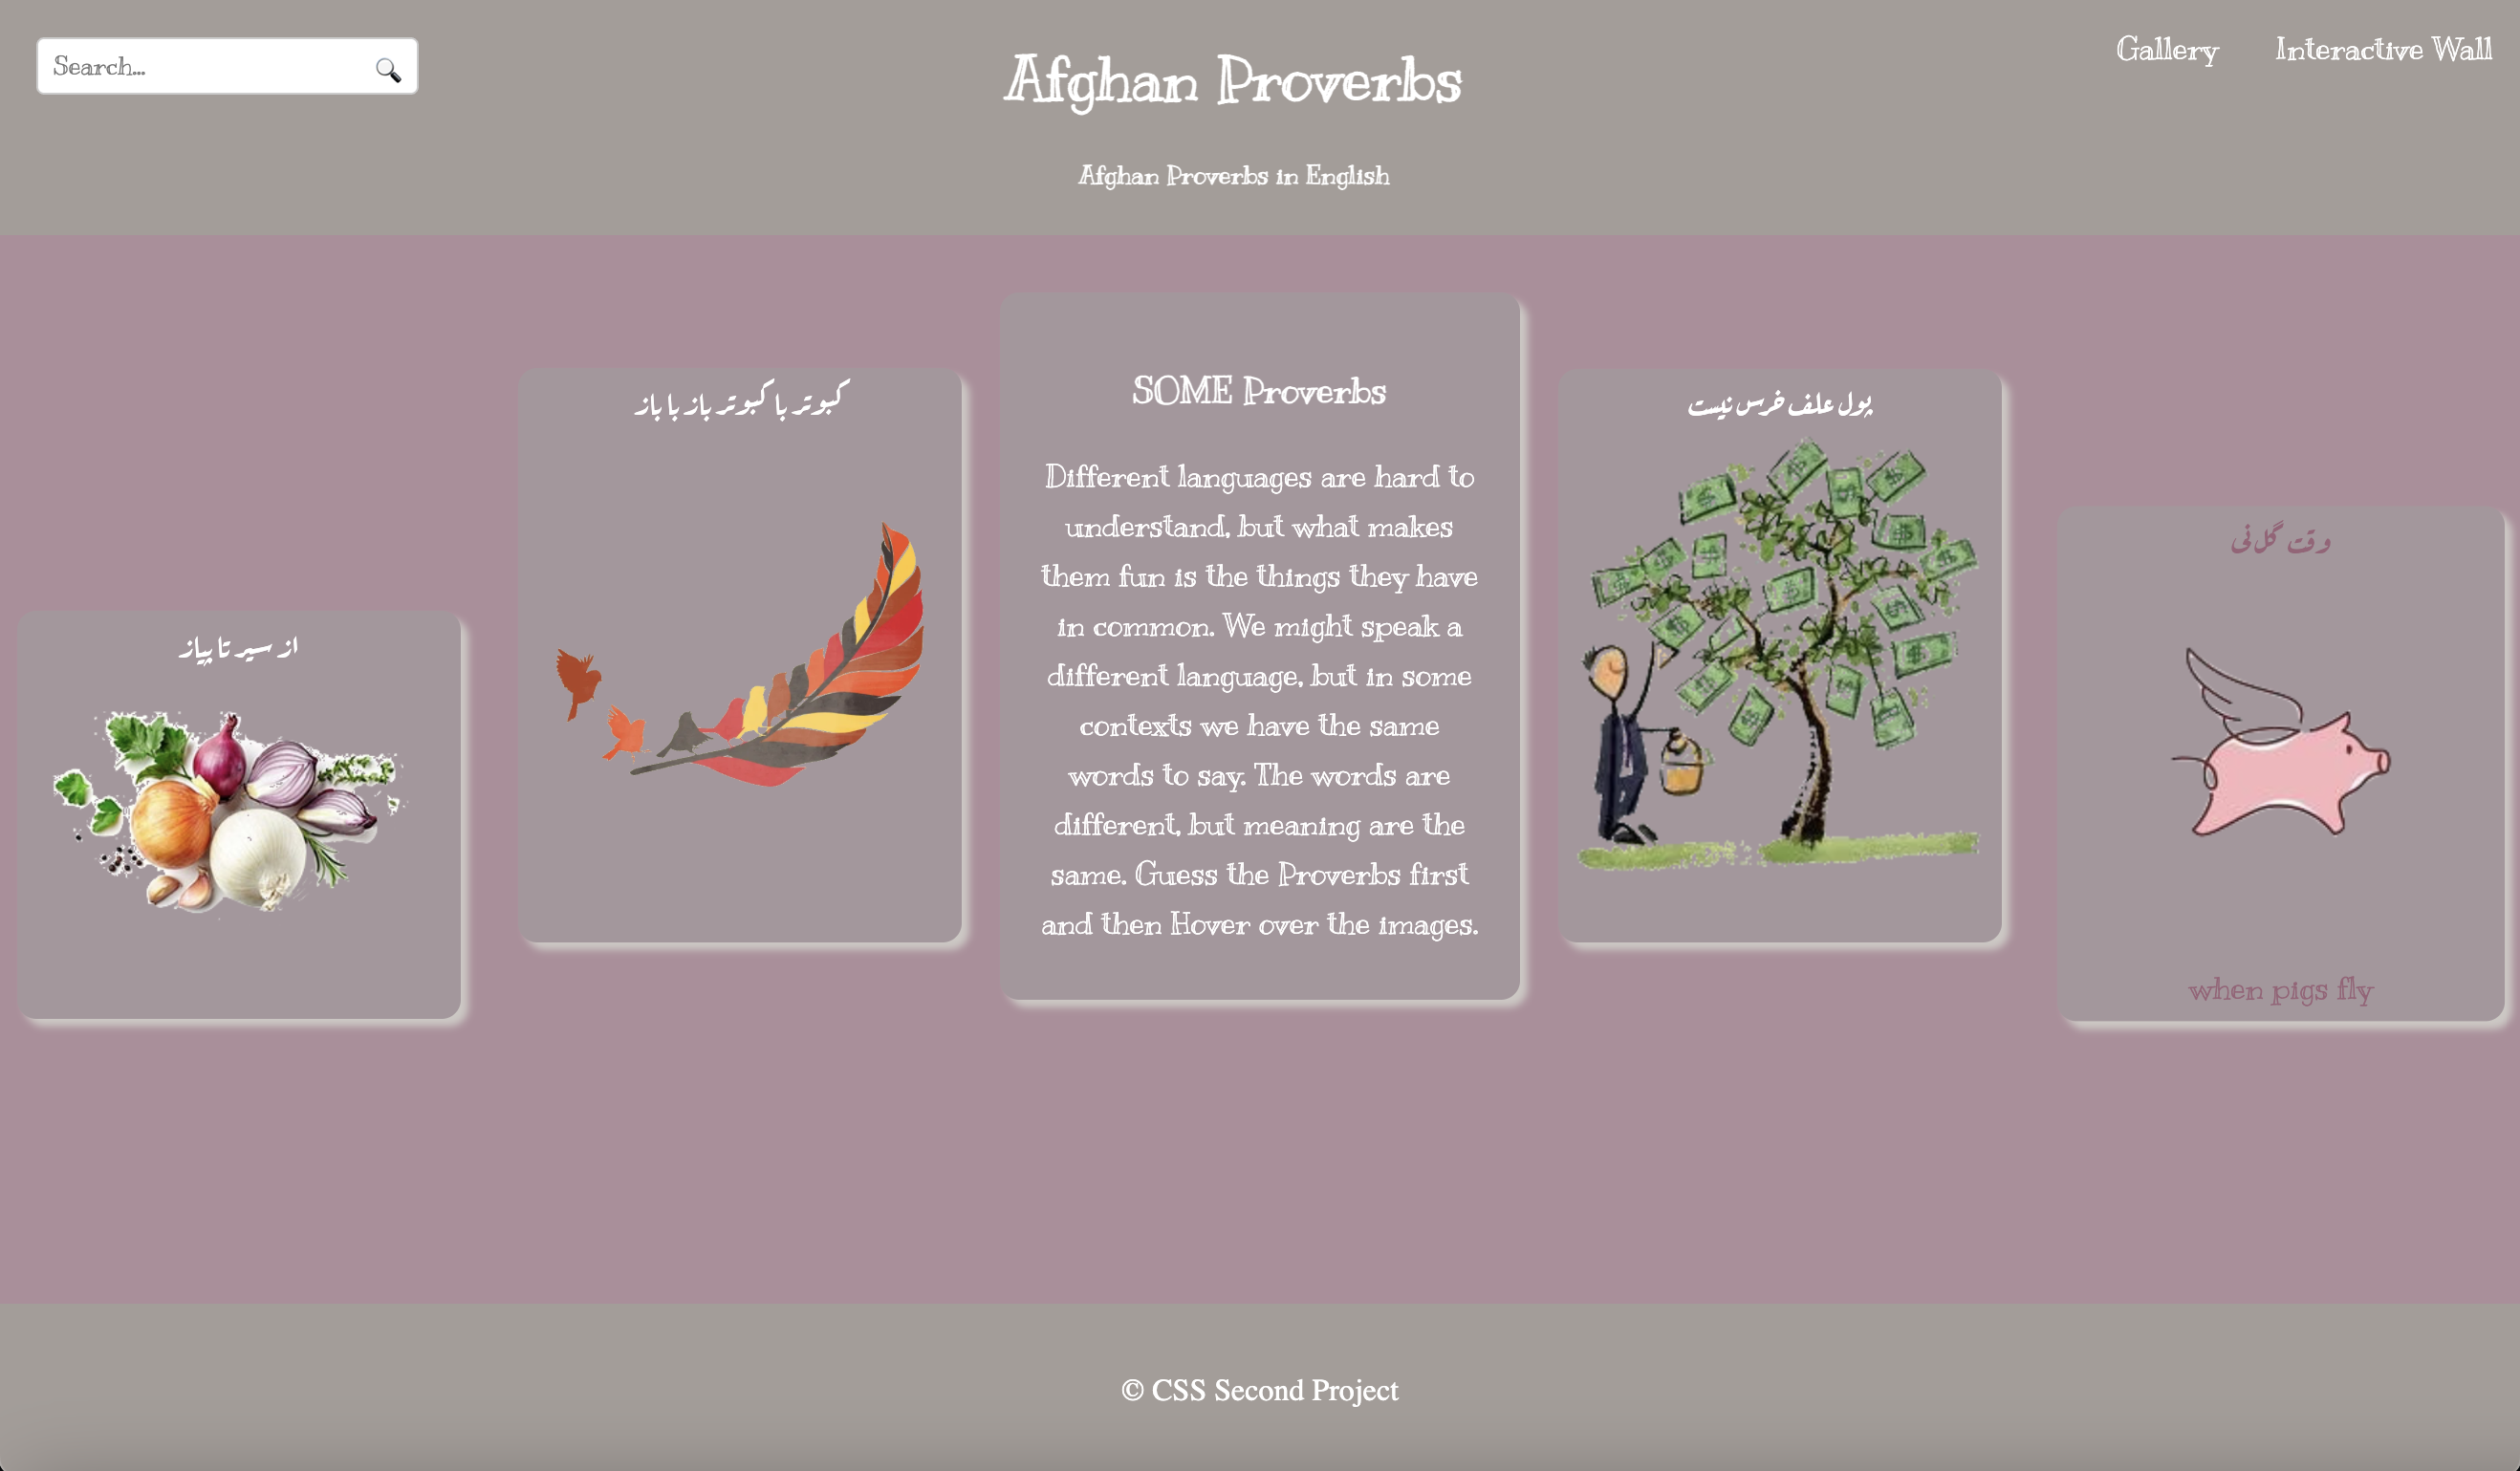 Search...
Afghan Proverbs
Gallery
Interactive Wall
Afghan Proverbs in English
از سیر تا پیاز
کبوتر با کبوتر باز با باز
SOME Proverbs
Different languages are hard to
understand, but what makes
them fun is the things they have
in common. We might speak a
different language, but in some
contexts we have the same
words to say. The words are
different, but meaning are the
same. Guess the Proverbs first
and then Hover over the images.
پول علف خرس نیست
وقت گل نی
when pigs fly
© CSS Second Project